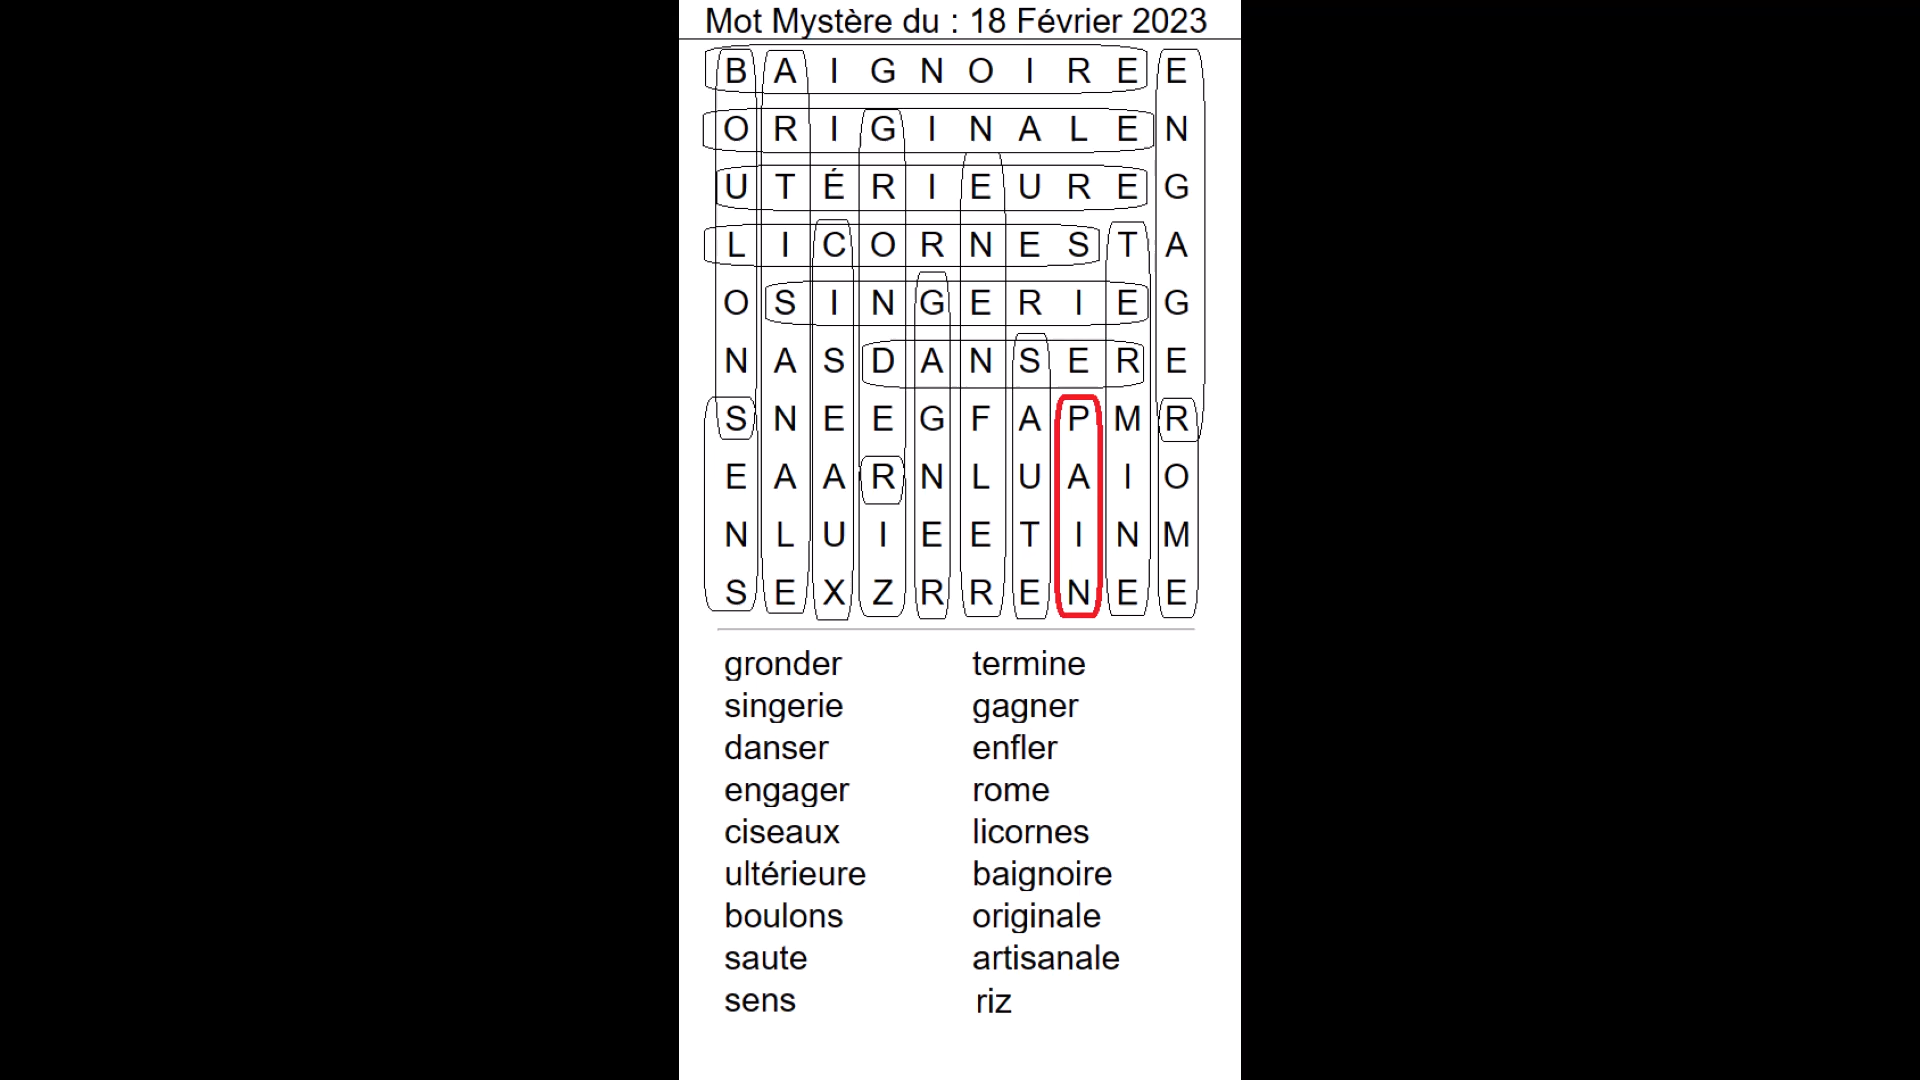 Mot Mystère du : 18 Février 2023
B A I G N O I R E E
O R I G I N A L E N
U T É R I E U R E G
L I C O R N E S T A
O S I N G E R I E G
N A S D A N S E R E
S N E E G F A P M R
E A A R N L U A I O
N L U I E E T I N M
S E X Z R R E N E E
gronder termine
singerie gagner
danser enfler
engager rome
ciseaux licornes
ultérieure baignoire
boulons originale
saute artisanale
sens riz